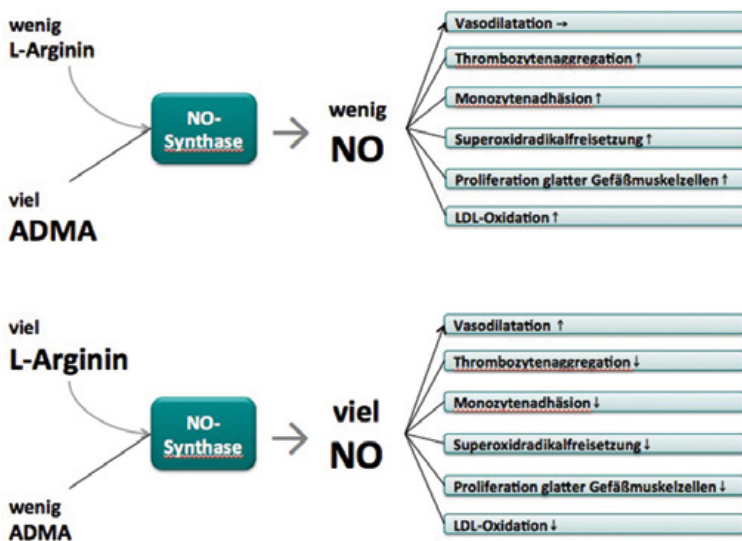 wenig
L-Arginin
NO-
Synthase
viel
ADMA
wenig
NO
Vasodilatation →
Thrombozytenaggregation ↑
Monozytenadhäsion ↑
Superoxidradikalfreisetzung ↑
Proliferation glatter Gefäßmuskelzellen ↑
LDL-Oxidation ↑
viel
L-Arginin
NO-
Synthase
wenig
ADMA
viel
NO
Vasodilatation ↑
Thrombozytenaggregation ↓
Monozytenadhäsion ↓
Superoxidradikalfreisetzung ↓
Proliferation glatter Gefäßmuskelzellen ↓
LDL-Oxidation ↓